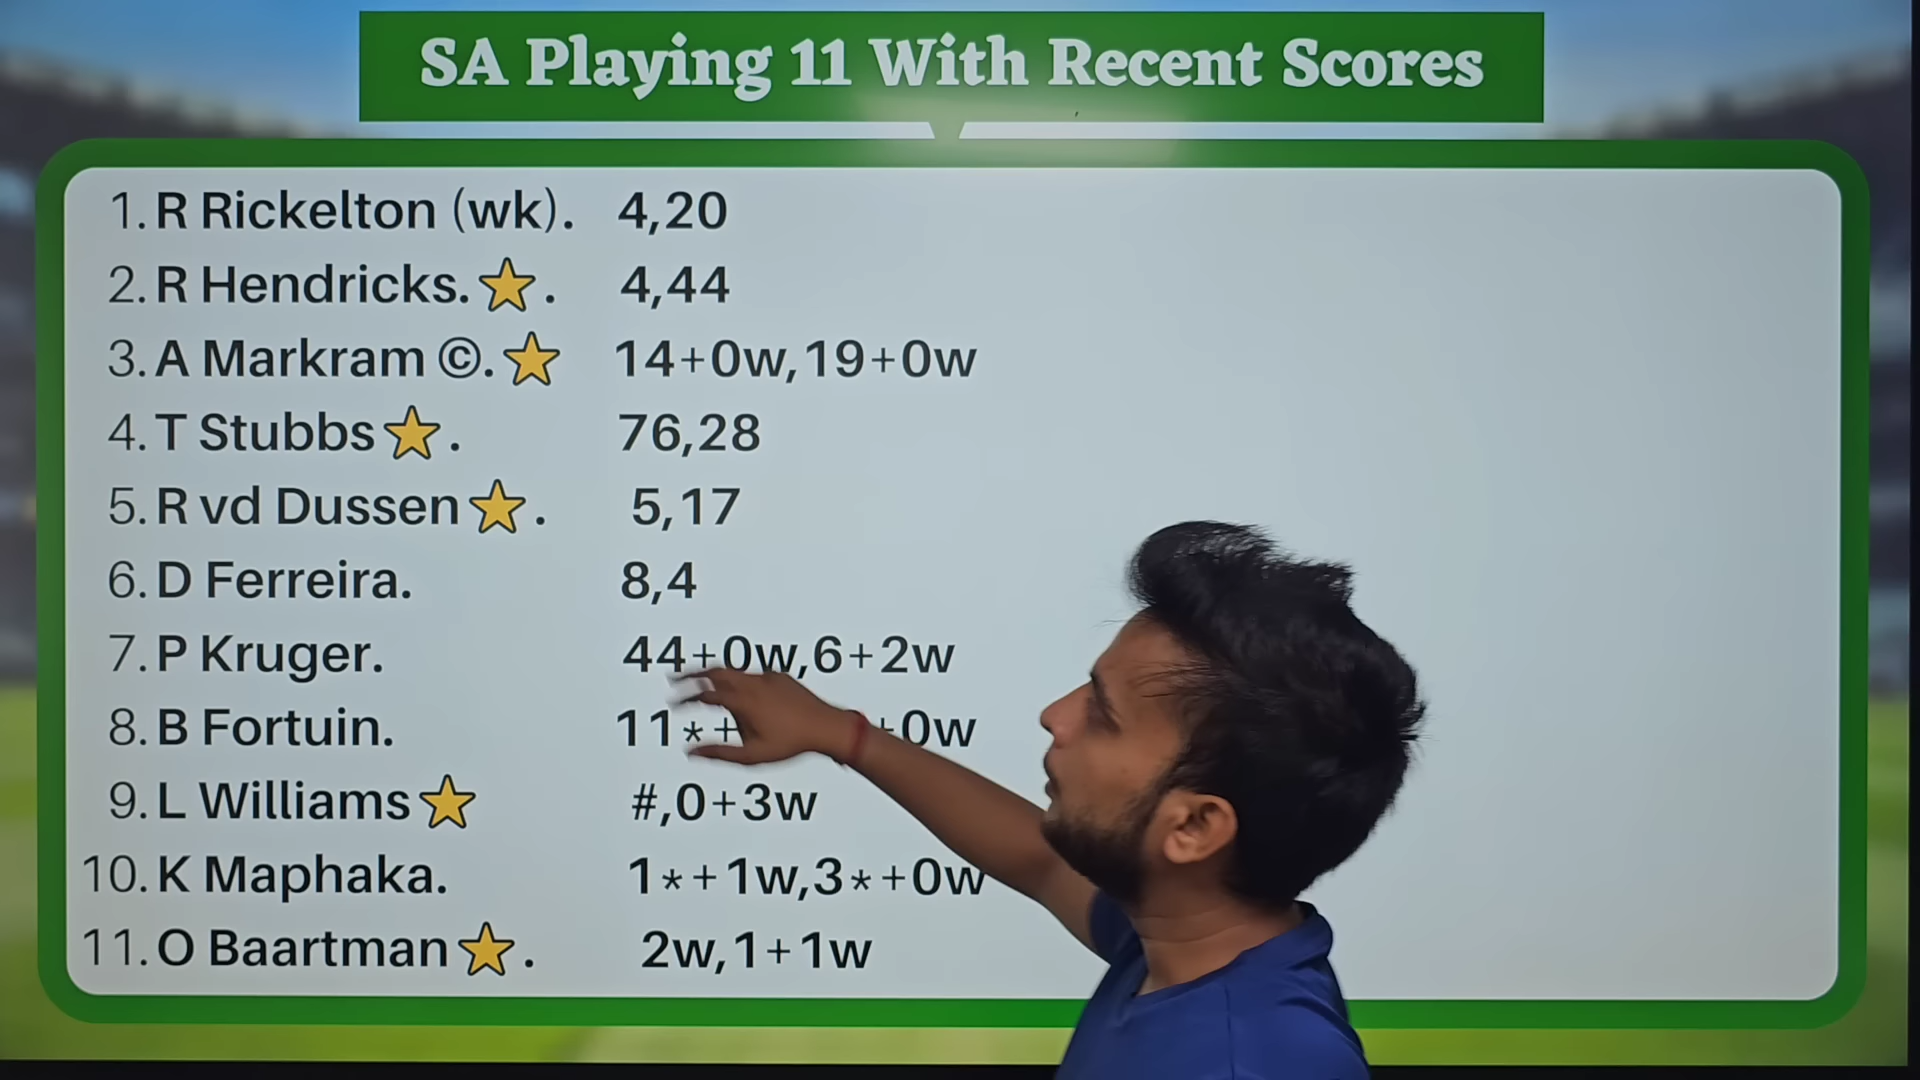 SA Playing 11 With Recent Scores
1. R Rickelton (wk). 4,20
2. R Hendricks. ⭐. 4,44
3. A Markram ©. ⭐ 14+0w,19+0w
4. T Stubbs ⭐. 76,28
5. R vd Dussen ⭐. 5,17
6. D Ferreira. 8,4
7. P Kruger. 44+0w,6+2w
8. B Fortuin. 11*+ +0w
9. L Williams ⭐ #,0+3w
10. K Maphaka. 1*+1w,3*+0w
11. O Baartman ⭐. 2w,1+1w